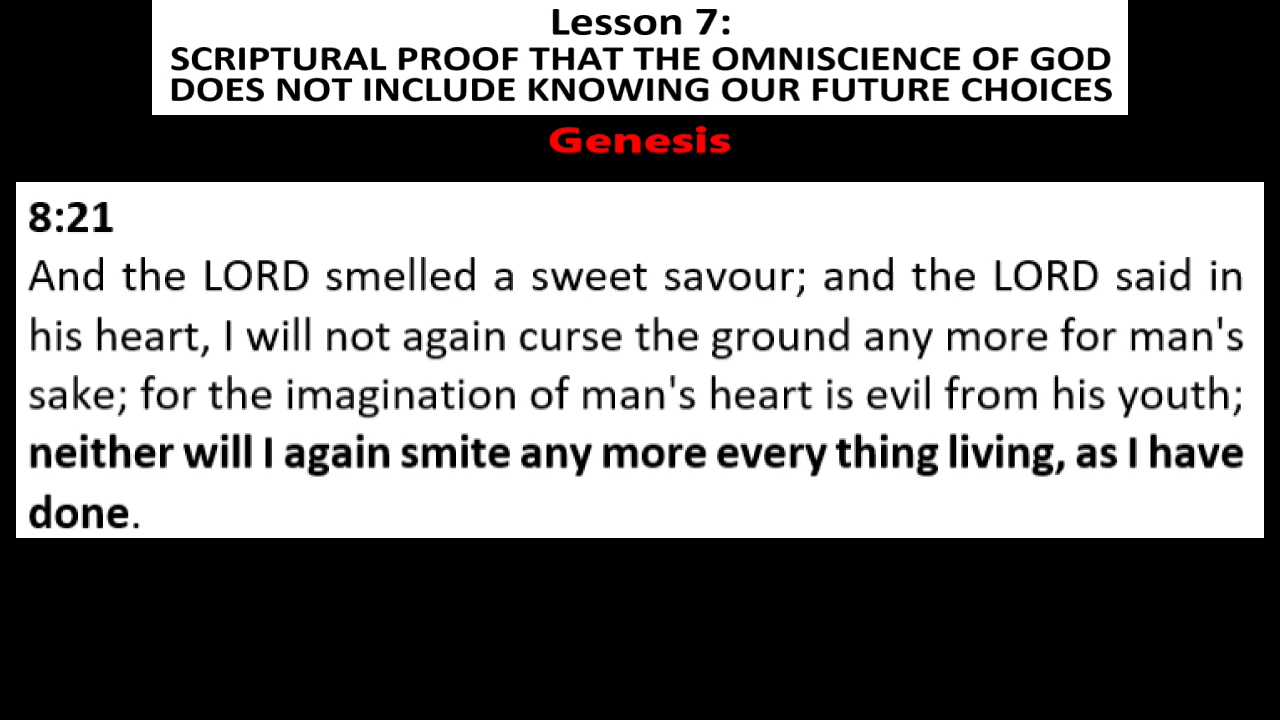 Lesson 7:
SCRIPTURAL PROOF THAT THE OMNISCIENCE OF GOD
DOES NOT INCLUDE KNOWING OUR FUTURE CHOICES
Genesis
8:21
And the LORD smelled a sweet savour; and the LORD said in
his heart, I will not again curse the ground any more for man's
sake; for the imagination of man's heart is evil from his youth;
neither will I again smite any more every thing living, as I have
done.